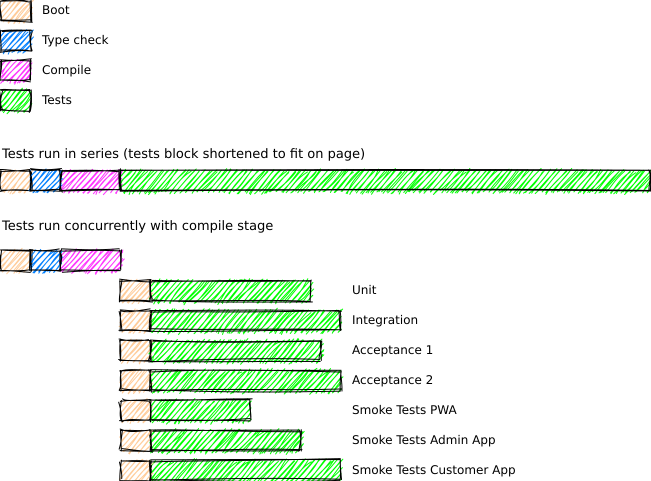 Boot
Type check
Compile
Tests
Tests run in series (tests block shortened to fit on page)
Tests run concurrently with compile stage
Unit
Integration
Acceptance 1
Acceptance 2
Smoke Tests PWA
Smoke Tests Admin App
Smoke Tests Customer App